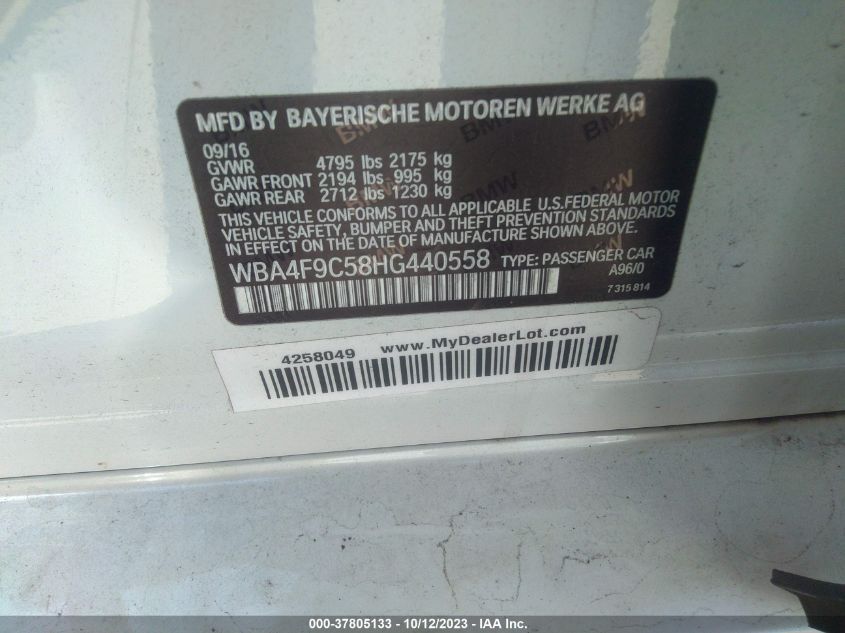 MFD BY BAYERISCHE MOTOREN WERKE AG
09/16
GVWR 4795 lbs 2175 kg
GAWR FRONT 2194 lbs 995 kg
GAWR REAR 2712 lbs 1230 kg
THIS VEHICLE CONFORMS TO ALL APPLICABLE U.S.FEDERAL MOTOR
VEHICLE SAFETY, BUMPER AND THEFT PREVENTION STANDARDS
IN EFFECT ON THE DATE OF MANUFACTURE SHOWN ABOVE.
WBA4F9C58HG440558 TYPE: PASSENGER CAR
A96/0
7 315 814
4258049 www.MyDealerLot.com
000-37805133 - 10/12/2023 - IAA Inc.